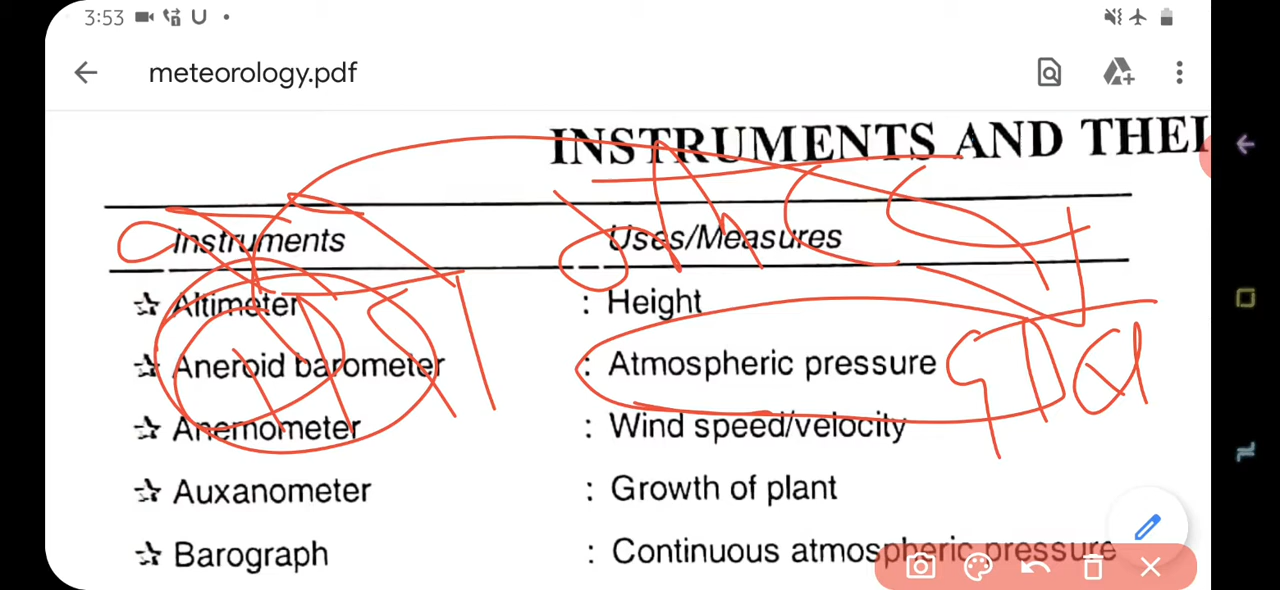 3:53
meteorology.pdf
INSTRUMENTS AND THEI
Instruments Uses/Measures
☆ Altimeter : Height
☆ Aneroid barometer : Atmospheric pressure
☆ Anemometer : Wind speed/velocity
☆ Auxanometer : Growth of plant
☆ Barograph : Continuous atmospheric pressure